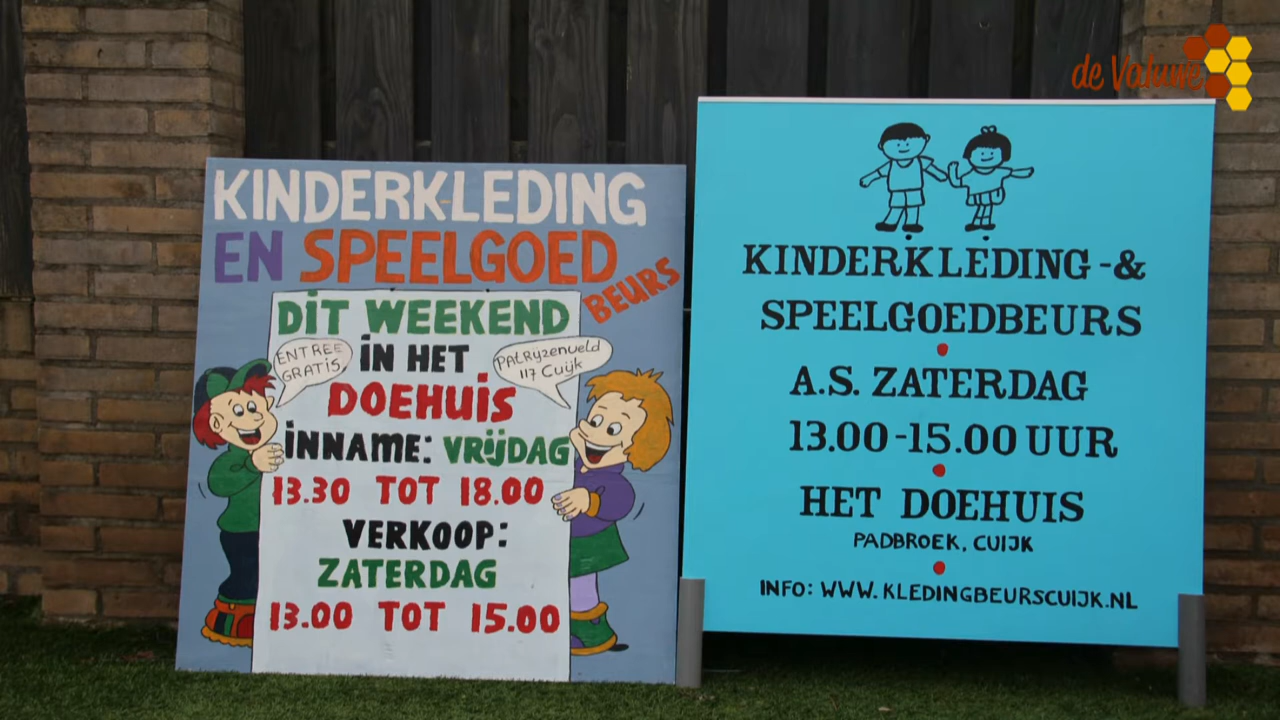 de Valuwe
KINDERKLEDING
EN SPEELGOED
BEURS
DIT WEEKEND
ENTREE
GRATIS
IN HET
PALRyzenveld
117 Cuijk
DOEHUIS
INNAME: VRIJDAG
13.30 TOT 18.00
VERKOOP:
ZATERDAG
13.00 TOT 15.00
KINDERKLEDING-&
SPEELGOEDBEURS
A.S. ZATERDAG
13.00-15.00 UUR
HET DOEHUIS
PADBROEK, CUIJK
INFO: WWW.KLEDINGBEURSCUIJK.NL